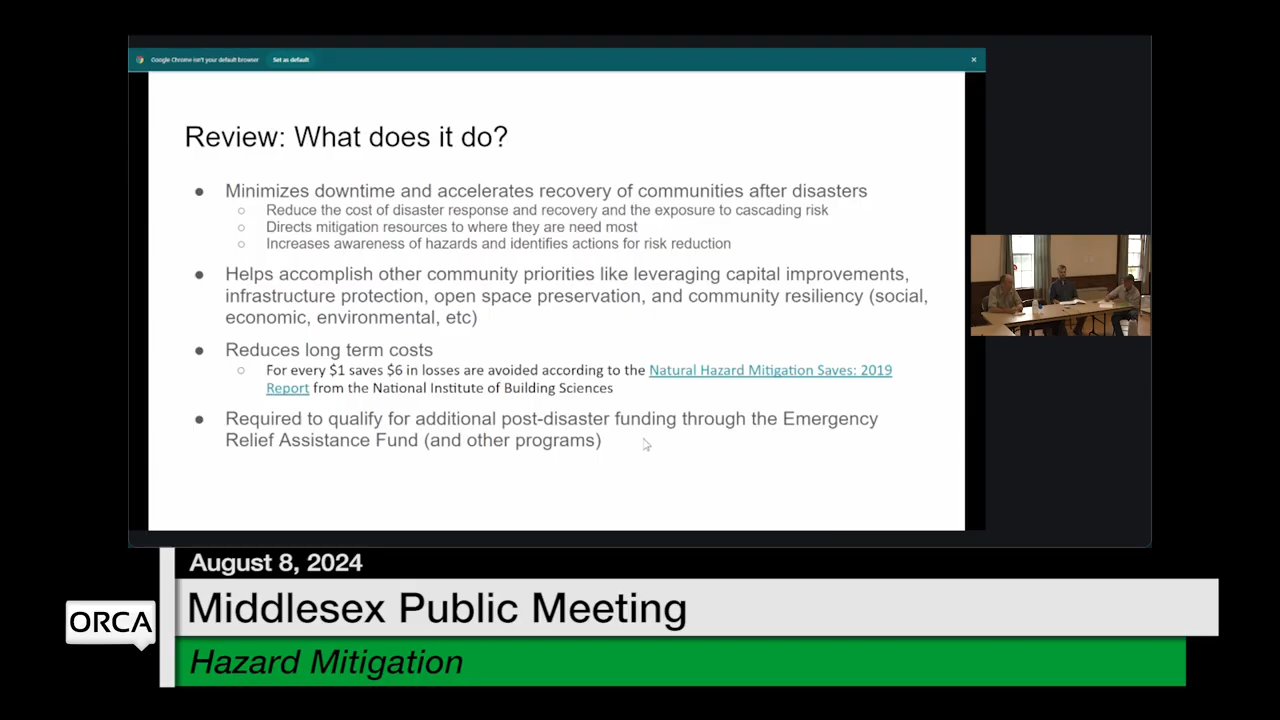 Google Chrome isn't your default browser Set as default ×
Review: What does it do?
● Minimizes downtime and accelerates recovery of communities after disasters
○ Reduce the cost of disaster response and recovery and the exposure to cascading risk
○ Directs mitigation resources to where they are need most
○ Increases awareness of hazards and identifies actions for risk reduction
● Helps accomplish other community priorities like leveraging capital improvements,
infrastructure protection, open space preservation, and community resiliency (social,
economic, environmental, etc)
● Reduces long term costs
○ For every $1 saves $6 in losses are avoided according to the Natural Hazard Mitigation Saves: 2019
Report from the National Institute of Building Sciences
● Required to qualify for additional post-disaster funding through the Emergency
Relief Assistance Fund (and other programs)
August 8, 2024
ORCA
Middlesex Public Meeting
Hazard Mitigation